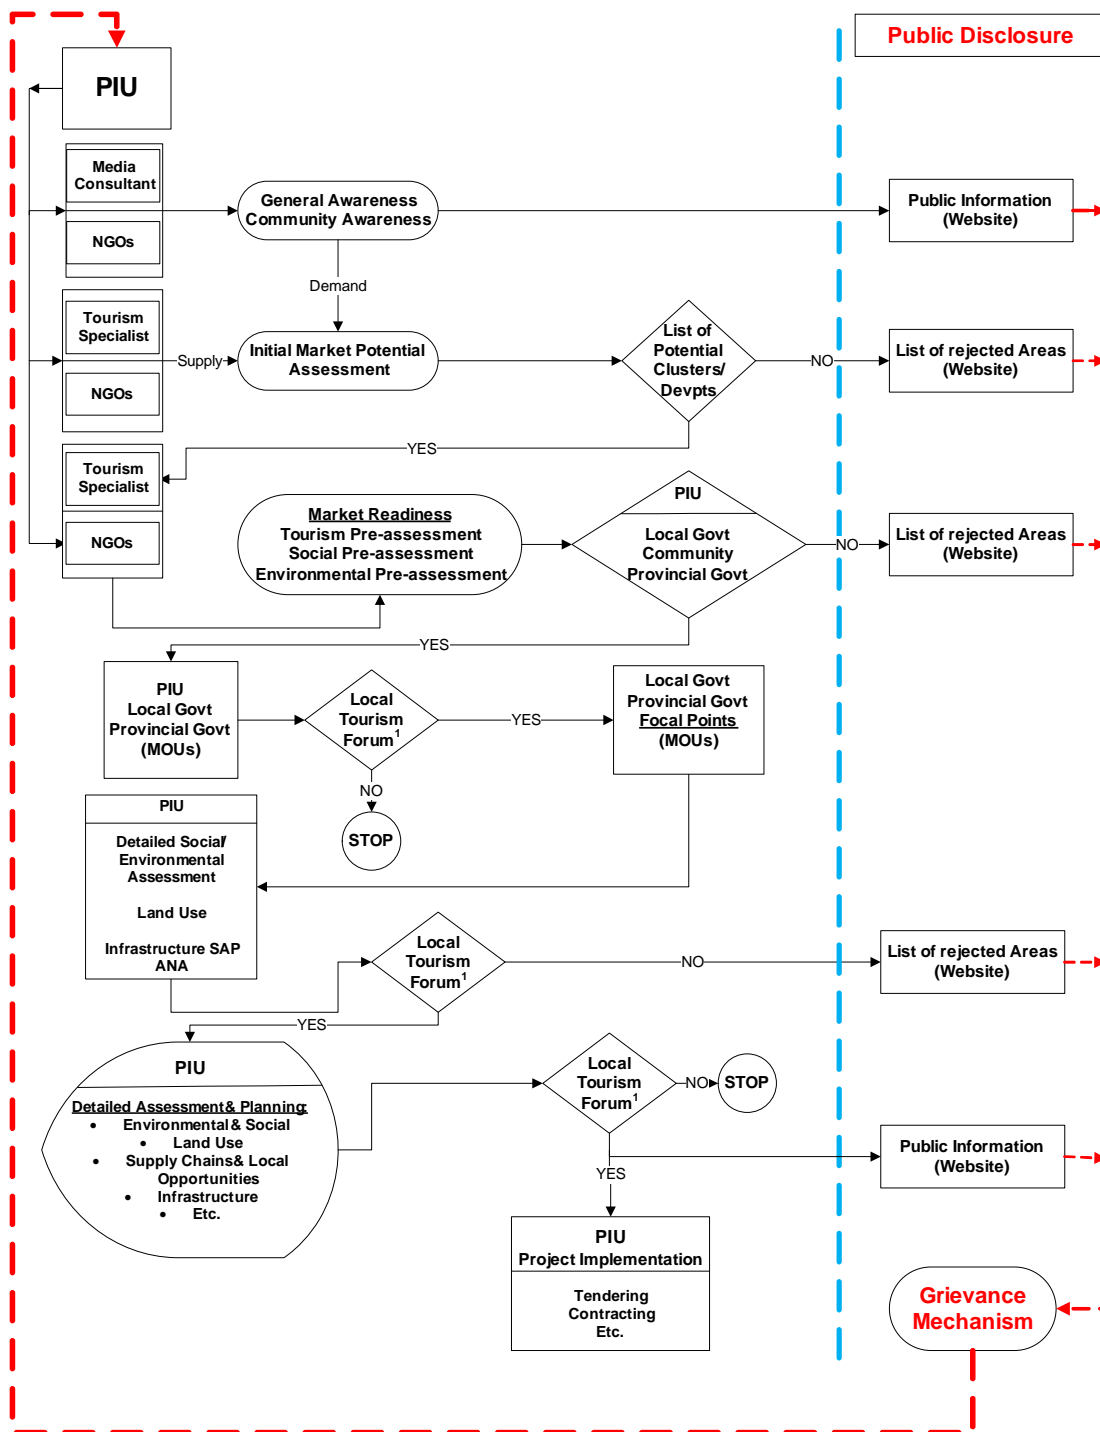 Public Disclosure
PIU
Media
Consultant
NGOs
General Awareness
Community Awareness
Public Information
(Website)
Demand
Tourism
Specialist
NGOs
Supply
Initial Market Potential
Assessment
List of
Potential
Clusters/
Devpts
NO
List of rejected Areas
(Website)
YES
Tourism
Specialist
NGOs
Market Readiness
Tourism Pre-assessment
Social Pre-assessment
Environmental Pre-assessment
PIU
Local Govt
Community
Provincial Govt
NO
List of rejected Areas
(Website)
YES
PIU
Local Govt
Provincial Govt
(MOUs)
Local
Tourism
Forum1
YES
Local Govt
Provincial Govt
Focal Points
(MOUs)
NO
STOP
PIU
Detailed Social/
Environmental
Assessment
Land Use
Infrastructure SAP
ANA
Local
Tourism
Forum1
NO
List of rejected Areas
(Website)
YES
PIU
Detailed Assessment & Planning:
• Environmental & Social
• Land Use
• Supply Chains & Local
Opportunities
• Infrastructure
• Etc.
Local
Tourism
Forum1
NO
STOP
YES
Public Information
(Website)
PIU
Project Implementation
Tendering
Contracting
Etc.
Grievance
Mechanism